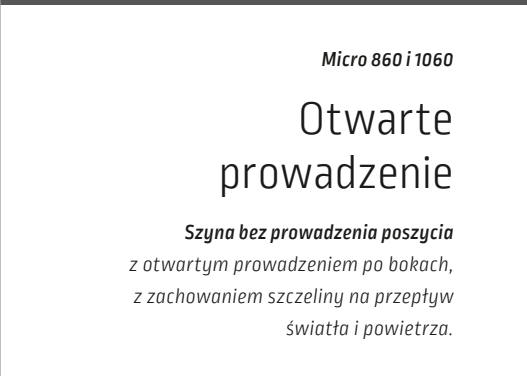 Micro 860 i 1060
Otwarte
prowadzenie
Szyna bez prowadzenia poszycia
z otwartym prowadzeniem po bokach,
z zachowaniem szczeliny na przepływ
światła i powietrza.